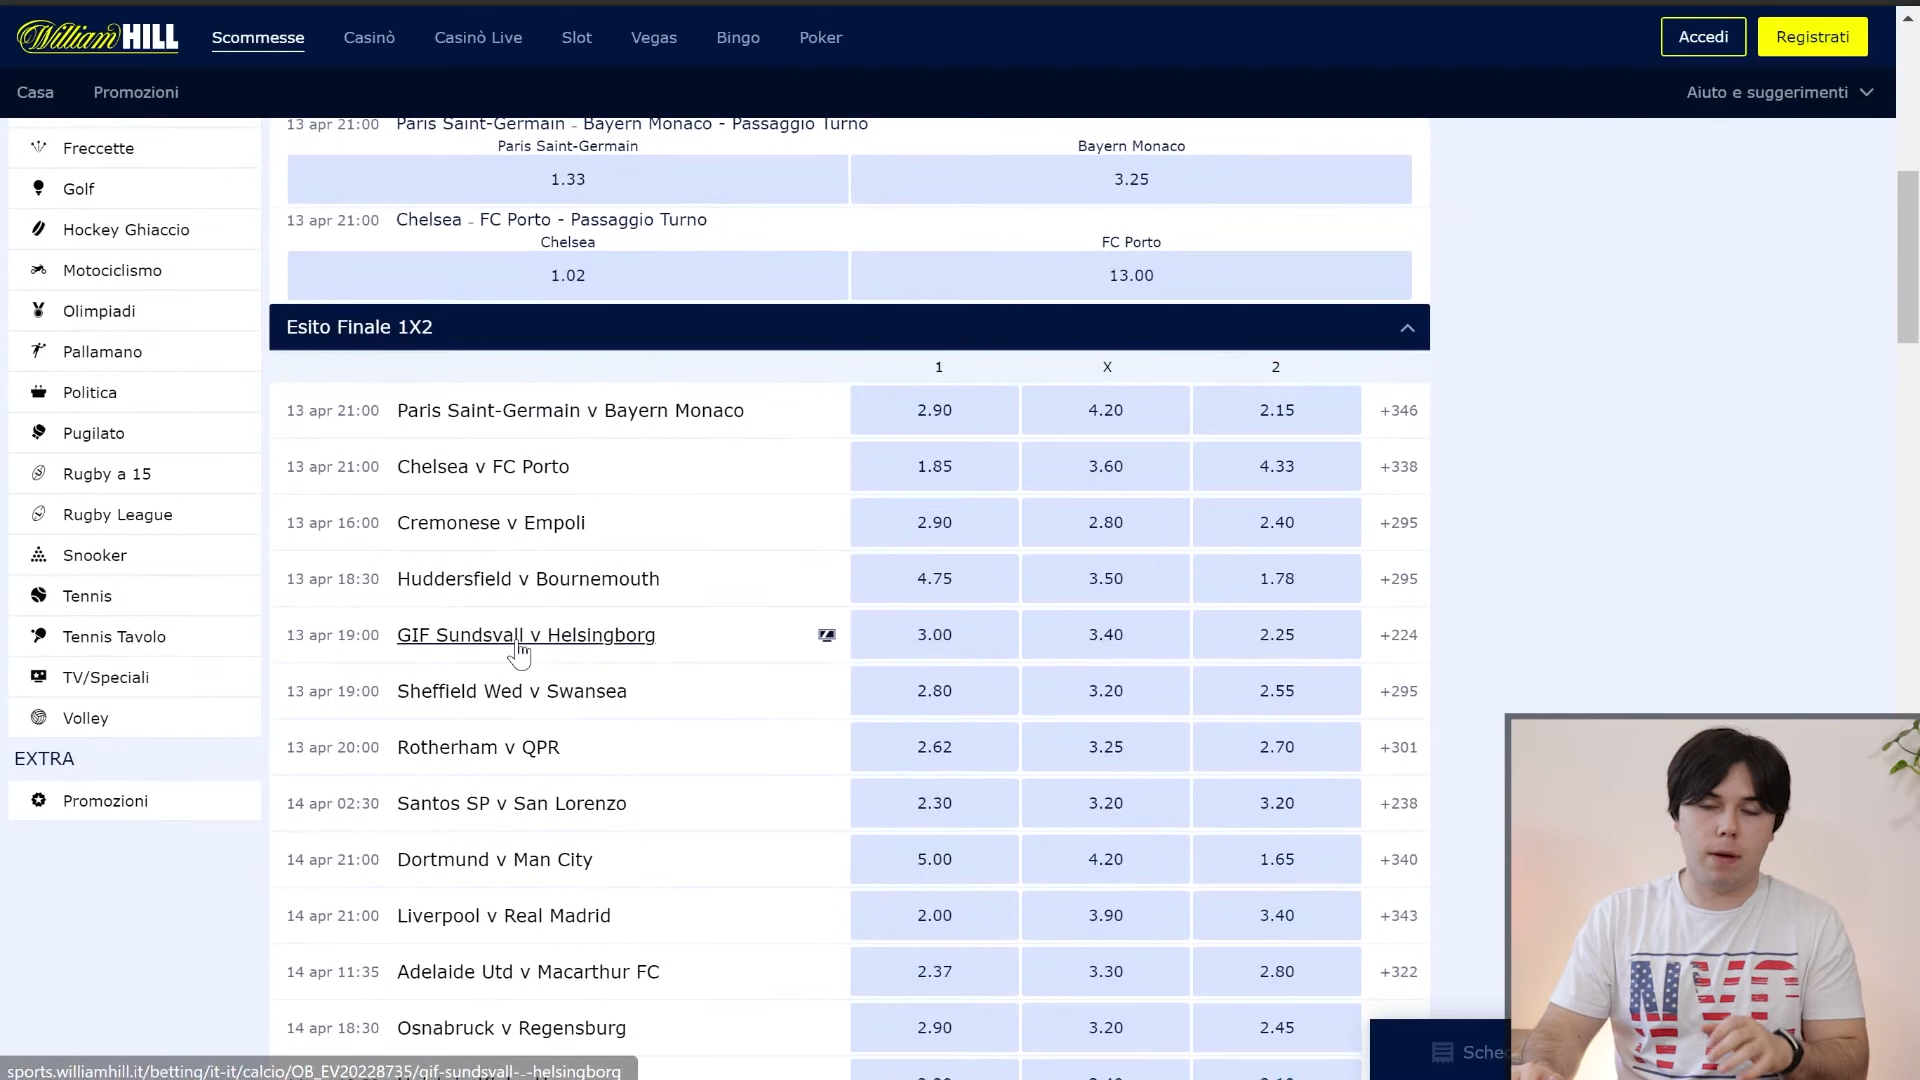 William HILL Scommesse Casinò Casinò Live Slot Vegas Bingo Poker Accedi Registrati
Casa Promozioni Aiuto e suggerimenti
Freccette
Golf
Hockey Ghiaccio
Motociclismo
Olimpiadi
Pallamano
Politica
Pugilato
Rugby a 15
Rugby League
Snooker
Tennis
Tennis Tavolo
TV/Speciali
Volley
EXTRA
Promozioni
13 apr 21:00 Paris Saint-Germain - Bayern Monaco - Passaggio Turno
Paris Saint-Germain Bayern Monaco
1.33 3.25
13 apr 21:00 Chelsea - FC Porto - Passaggio Turno
Chelsea FC Porto
1.02 13.00
Esito Finale 1X2
1 X 2
13 apr 21:00 Paris Saint-Germain v Bayern Monaco 2.90 4.20 2.15 +346
13 apr 21:00 Chelsea v FC Porto 1.85 3.60 4.33 +338
13 apr 16:00 Cremonese v Empoli 2.90 2.80 2.40 +295
13 apr 18:30 Huddersfield v Bournemouth 4.75 3.50 1.78 +295
13 apr 19:00 GIF Sundsvall v Helsingborg 3.00 3.40 2.25 +224
13 apr 19:00 Sheffield Wed v Swansea 2.80 3.20 2.55 +295
13 apr 20:00 Rotherham v QPR 2.62 3.25 2.70 +301
14 apr 02:30 Santos SP v San Lorenzo 2.30 3.20 3.20 +238
14 apr 21:00 Dortmund v Man City 5.00 4.20 1.65 +340
14 apr 21:00 Liverpool v Real Madrid 2.00 3.90 3.40 +343
14 apr 11:35 Adelaide Utd v Macarthur FC 2.37 3.30 2.80 +322
14 apr 18:30 Osnabruck v Regensburg 2.90 3.20 2.45
Sched
sports.williamhill.it/betting/it-it/calcio/OB_EV20228735/gif-sundsvall-–-helsingborg
NYC